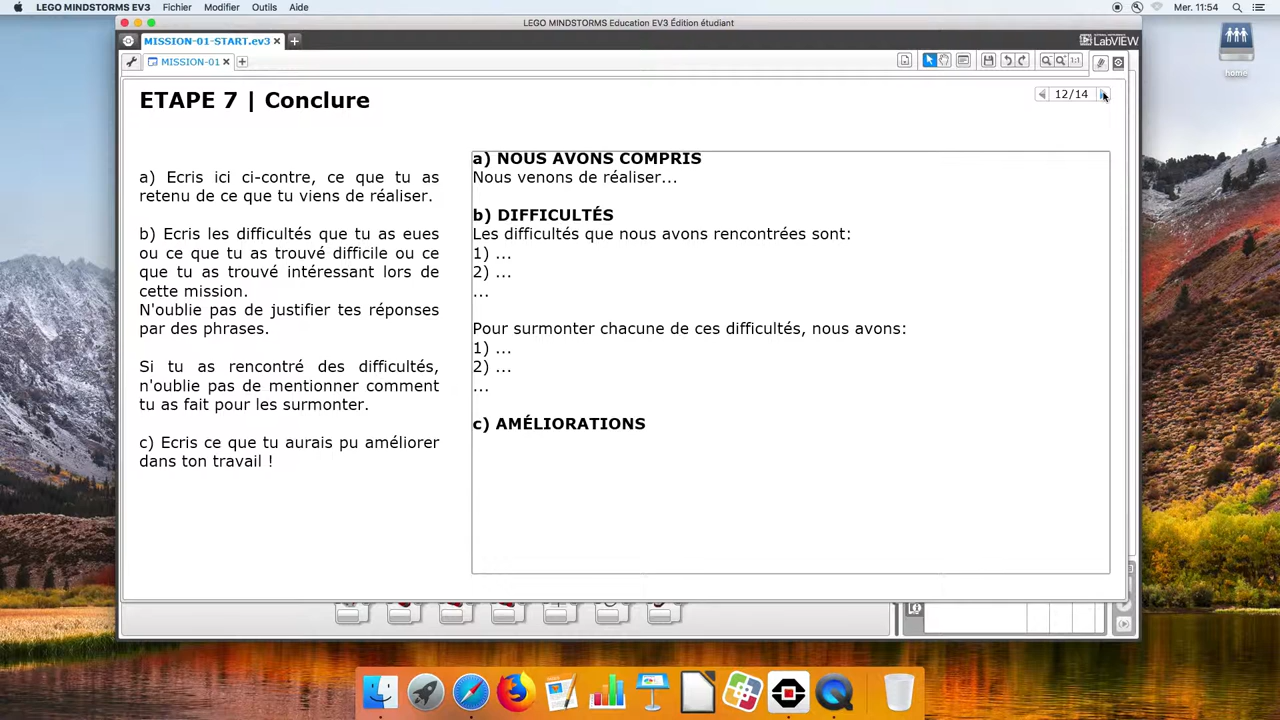 LEGO MINDSTORMS EV3 Fichier Modifier Outils Aide Mer. 11:54
LEGO MINDSTORMS Education EV3 Édition étudiant
MISSION-01-START.ev3
LabVIEW
MISSION-01
1:1
home
ETAPE 7 | Conclure
12/14
a) Ecris ici ci-contre, ce que tu as
retenu de ce que tu viens de réaliser.
b) Ecris les difficultés que tu as eues
ou ce que tu as trouvé difficile ou ce
que tu as trouvé intéressant lors de
cette mission.
N'oublie pas de justifier tes réponses
par des phrases.
Si tu as rencontré des difficultés,
n'oublie pas de mentionner comment
tu as fait pour les surmonter.
c) Ecris ce que tu aurais pu améliorer
dans ton travail !
a) NOUS AVONS COMPRIS
Nous venons de réaliser...
b) DIFFICULTÉS
Les difficultés que nous avons rencontrées sont:
1) ...
2) ...
...
Pour surmonter chacune de ces difficultés, nous avons:
1) ...
2) ...
...
c) AMÉLIORATIONS